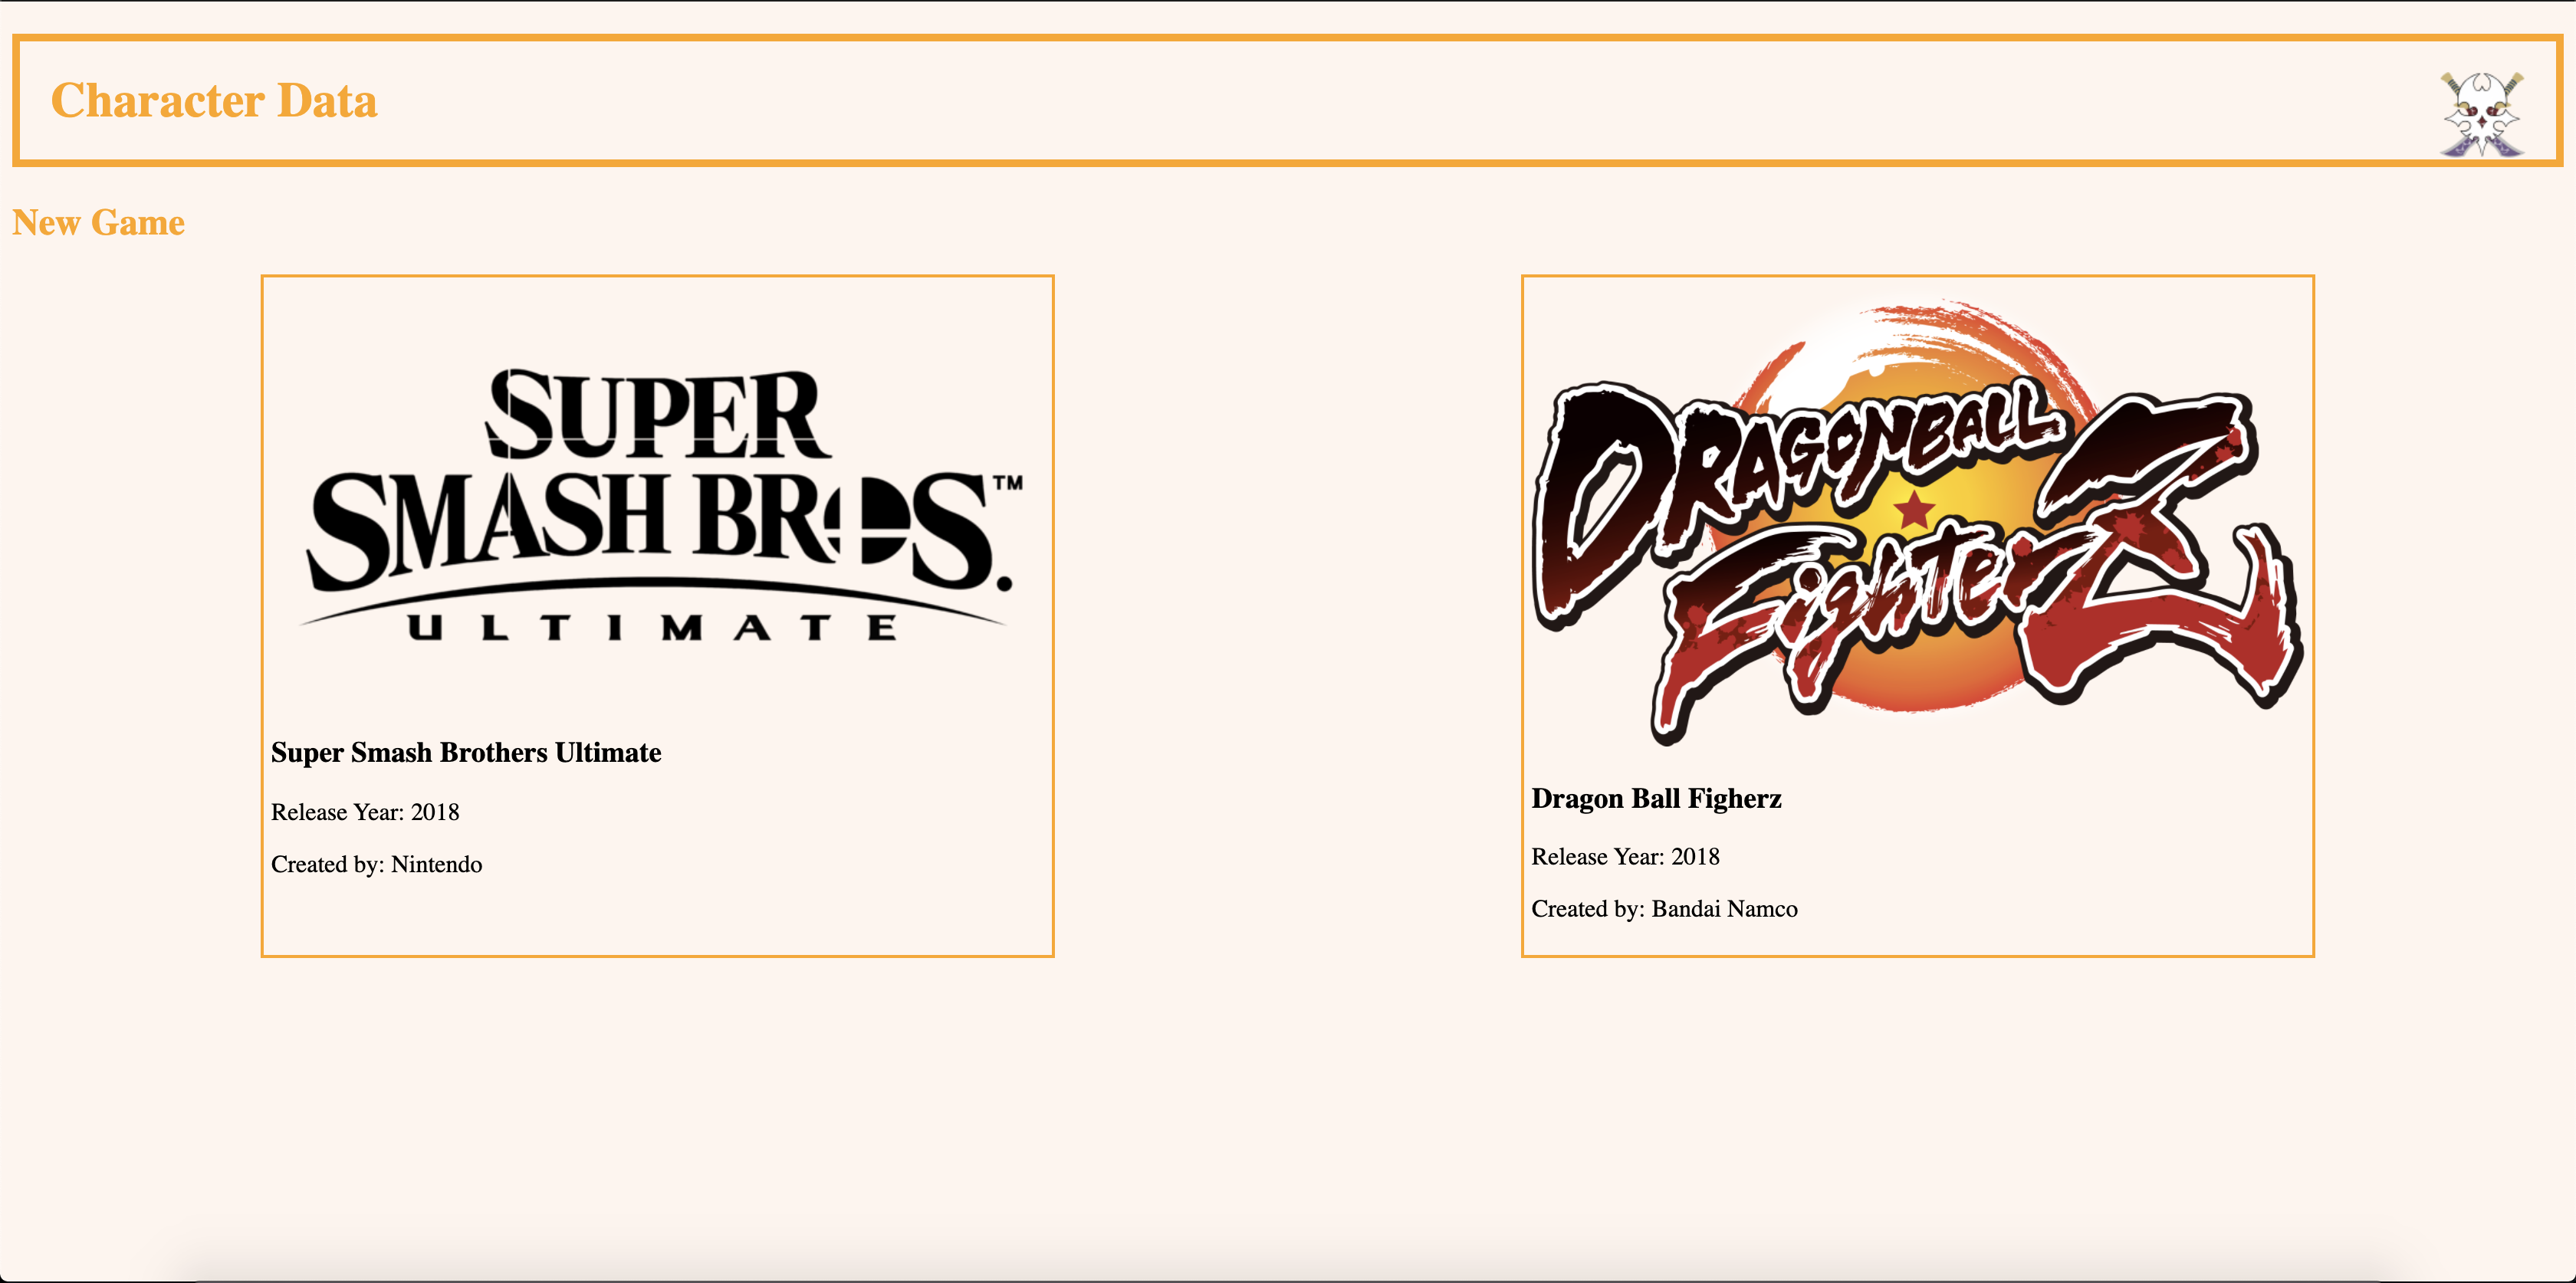 Character Data
New Game
SUPER
SMASH BROS.™
ULTIMATE
Super Smash Brothers Ultimate
Release Year: 2018
Created by: Nintendo
DRAGONBALL
FighterZ
Dragon Ball Figherz
Release Year: 2018
Created by: Bandai Namco